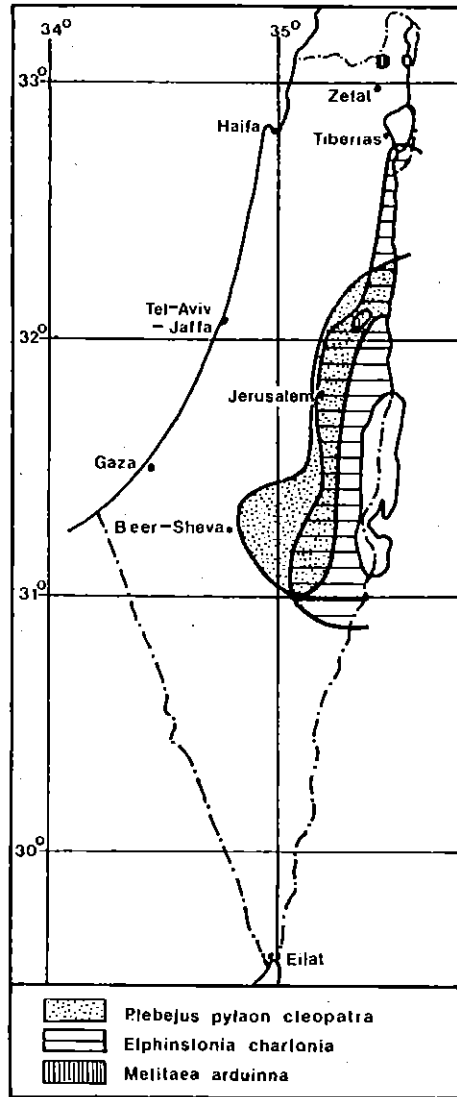 34° 35°
33°
Zefat
Haifa
Tiberias
Tel-Aviv
-Jaffa
32°
Jerusalem
Gaza
Beer-Sheva
31°
30°
Eilat
Plebejus pylaon cleopatra
Elphinstonia charlonia
Melitaea arduinna